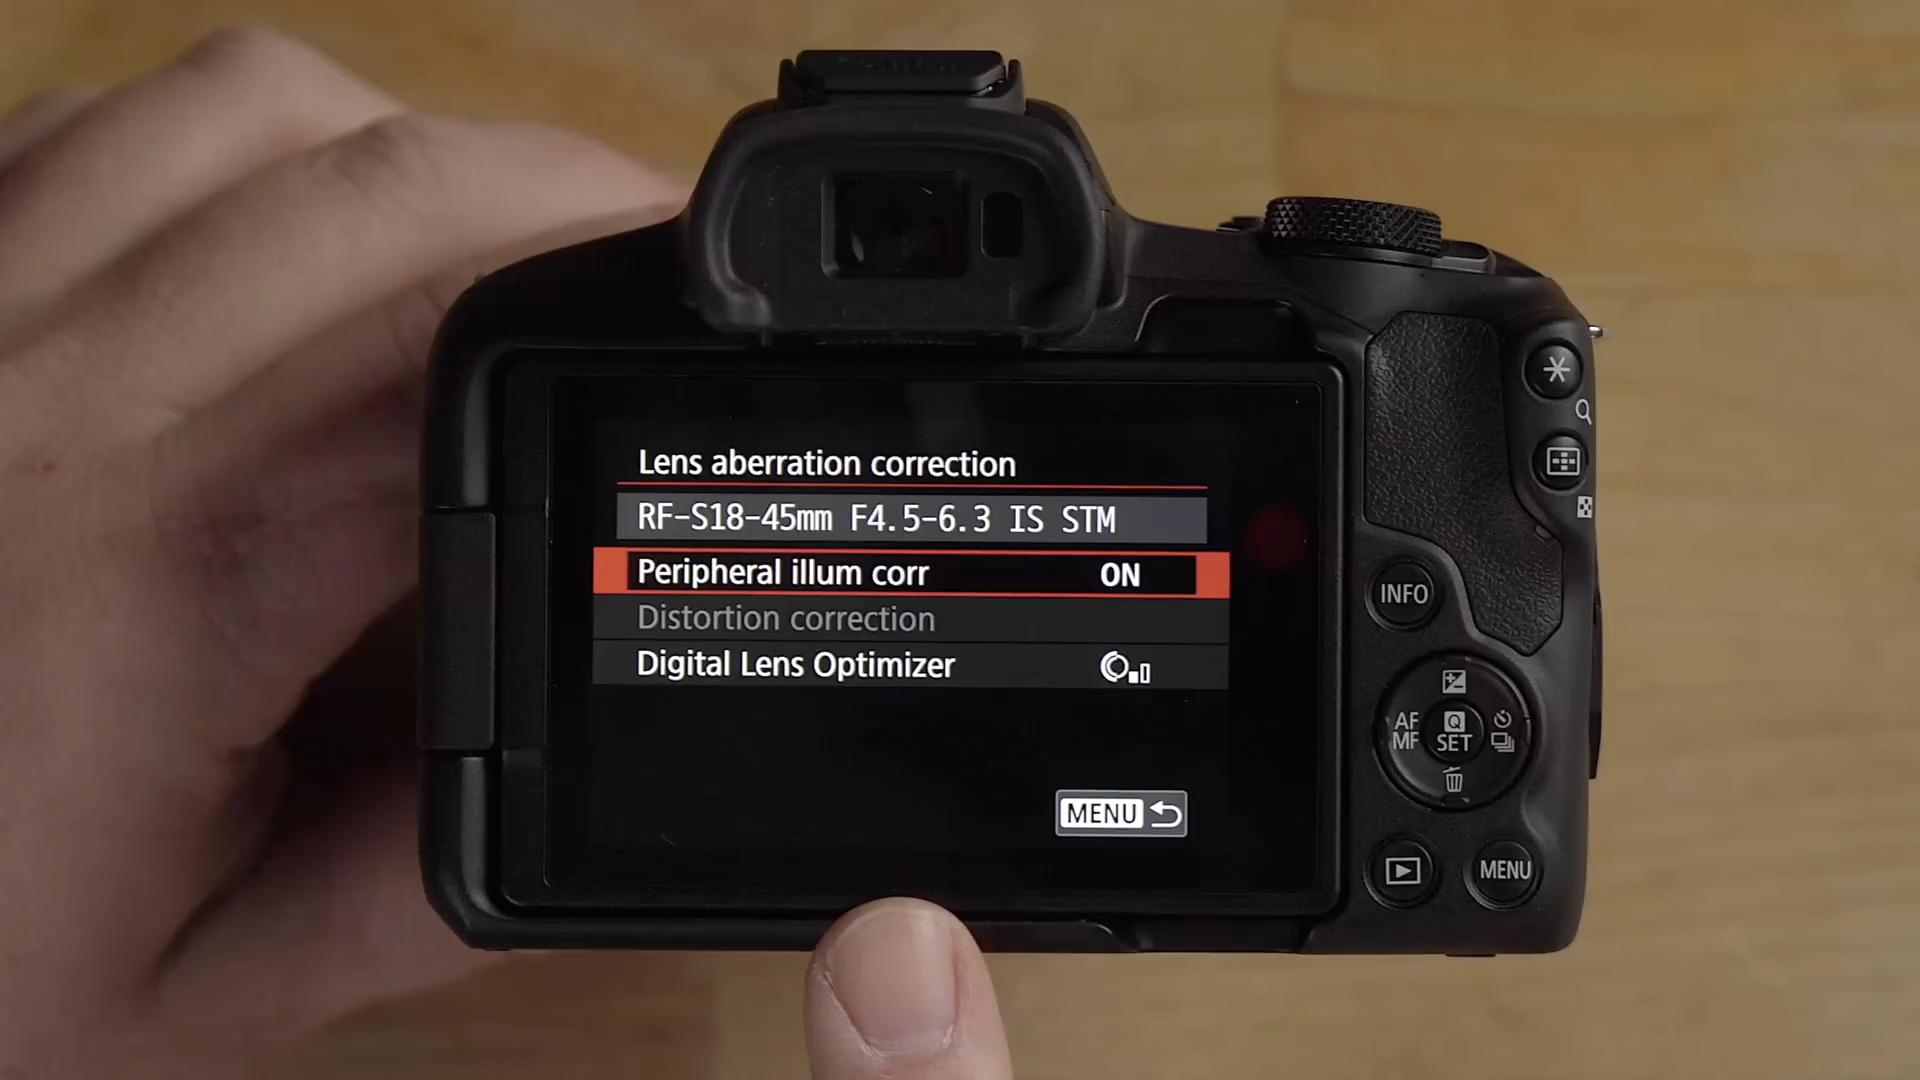 Lens aberration correction
RF-S18-45mm F4.5-6.3 IS STM
Peripheral illum corr ON
Distortion correction
Digital Lens Optimizer
MENU
INFO
AF
MF
Q
SET
MENU